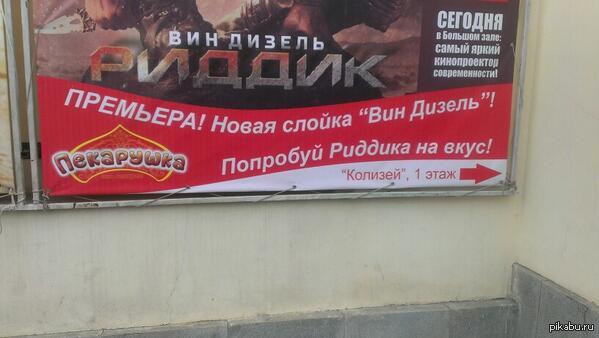 ВИН ДИЗЕЛЬ
РИДДИК
СЕГОДНЯ
в Большом зале:
самый яркий
кинопроектор
современности!
ПРЕМЬЕРА! Новая слойка “Вин Дизель”!
Попробуй Риддика на вкус!
Пекарушка
“Колизей”, 1 этаж
pikabu.ru